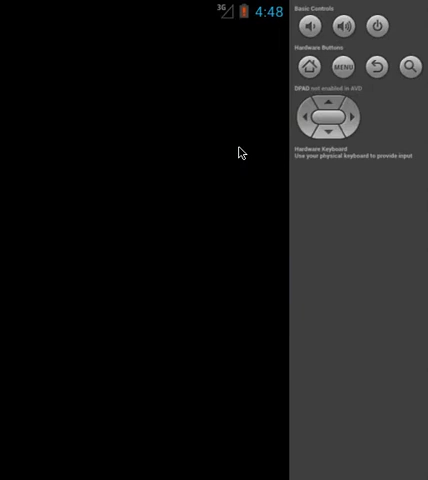 3G 4:48
Basic Controls
Hardware Buttons
MENU
DPAD not enabled in AVD
Hardware Keyboard
Use your physical keyboard to provide input